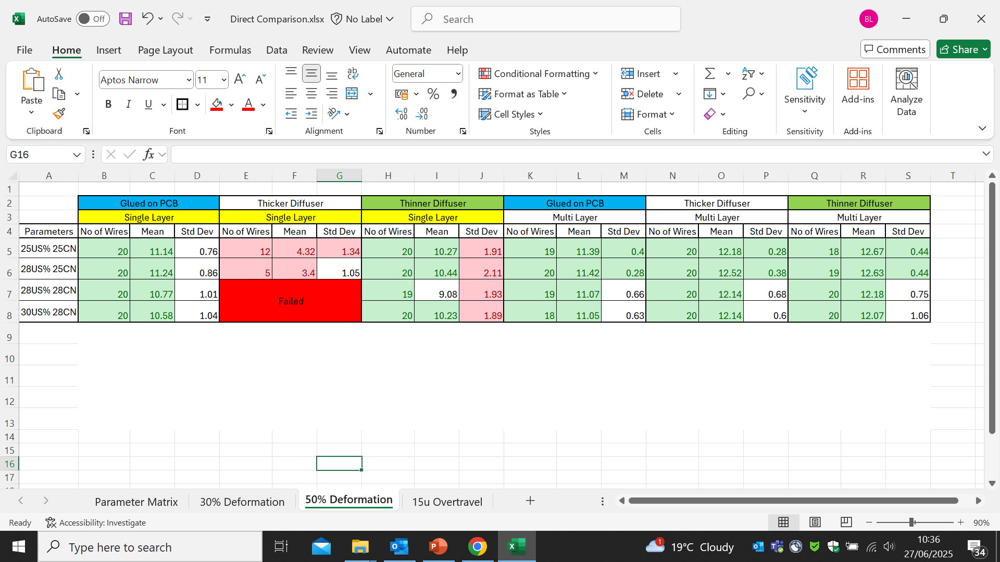 AutoSave Off Direct Comparison.xlsx No Label Search BL
File Home Insert Page Layout Formulas Data Review View Automate Help Comments Share
Paste Aptos Narrow 11 ab General Conditional Formatting Insert
B I U Format as Table Delete Sensitivity Add-ins Analyze Data
Cell Styles Format
Clipboard Font Alignment Number Styles Cells Editing Sensitivity Add-ins
G16 fx
A B C D E F G H I J K L M N O P Q R S T
1
2 Glued on PCB Thicker Diffuser Thinner Diffuser Glued on PCB Thicker Diffuser Thinner Diffuser
3 Single Layer Single Layer Single Layer Multi Layer Multi Layer Multi Layer
4 Parameters No of Wires Mean Std Dev No of Wires Mean Std Dev No of Wires Mean Std Dev No of Wires Mean Std Dev No of Wires Mean Std Dev No of Wires Mean Std Dev
5 25US% 25CN 20 11.14 0.76 12 4.32 1.34 20 10.27 1.91 19 11.39 0.4 20 12.18 0.28 18 12.67 0.44
6 28US% 25CN 20 11.24 0.86 5 3.4 1.05 20 10.44 2.11 20 11.42 0.28 20 12.52 0.38 19 12.63 0.44
7 28US% 28CN 20 10.77 1.01 Failed 19 9.08 1.93 19 11.07 0.66 20 12.14 0.68 20 12.18 0.75
8 30US% 28CN 20 10.58 1.04 20 10.23 1.89 18 11.05 0.63 20 12.14 0.6 20 12.07 1.06
9
10
11
12
13
14
15
16
17
Parameter Matrix 30% Deformation 50% Deformation 15u Overtravel
Ready Accessibility: Investigate 90%
Type here to search 1 19°C Cloudy 10:36
27/06/2025 34